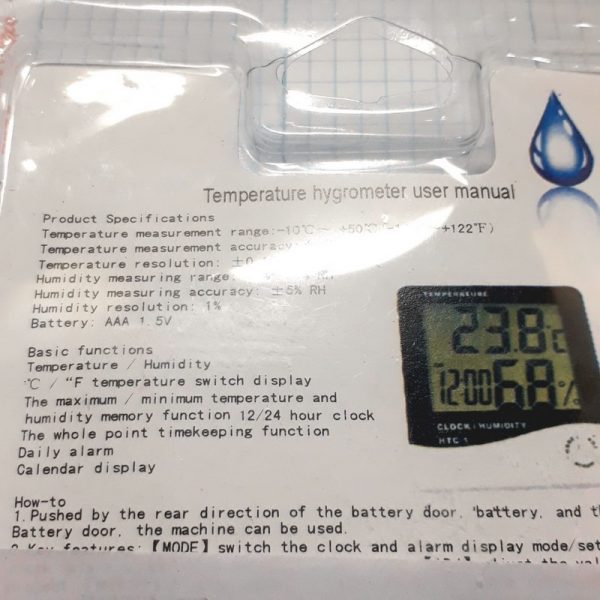 Temperature hygrometer user manual
Product Specifications
Temperature measurement range:-10℃~ +50℃ ~+122℉)
Temperature measurement accuracy:
Temperature resolution:
Humidity measuring range:
Humidity measuring accuracy: ±5% RH
Humidity resolution: 1%
Battery: AAA 1.5V
TEMPERATURE
23.8℃
12:00 68%
CLOCK/HUMIDITY
HTC 1
Basic functions
Temperature / Humidity
℃ / "F temperature switch display
The maximum / minimum temperature and
humidity memory function 12/24 hour clock
The whole point timekeeping function
Daily alarm
Calendar display
How-to
1.Pushed by the rear direction of the battery door, battery, and
Battery door, the machine can be used.
2.Key features:【MODE】switch the clock and alarm display mode/set